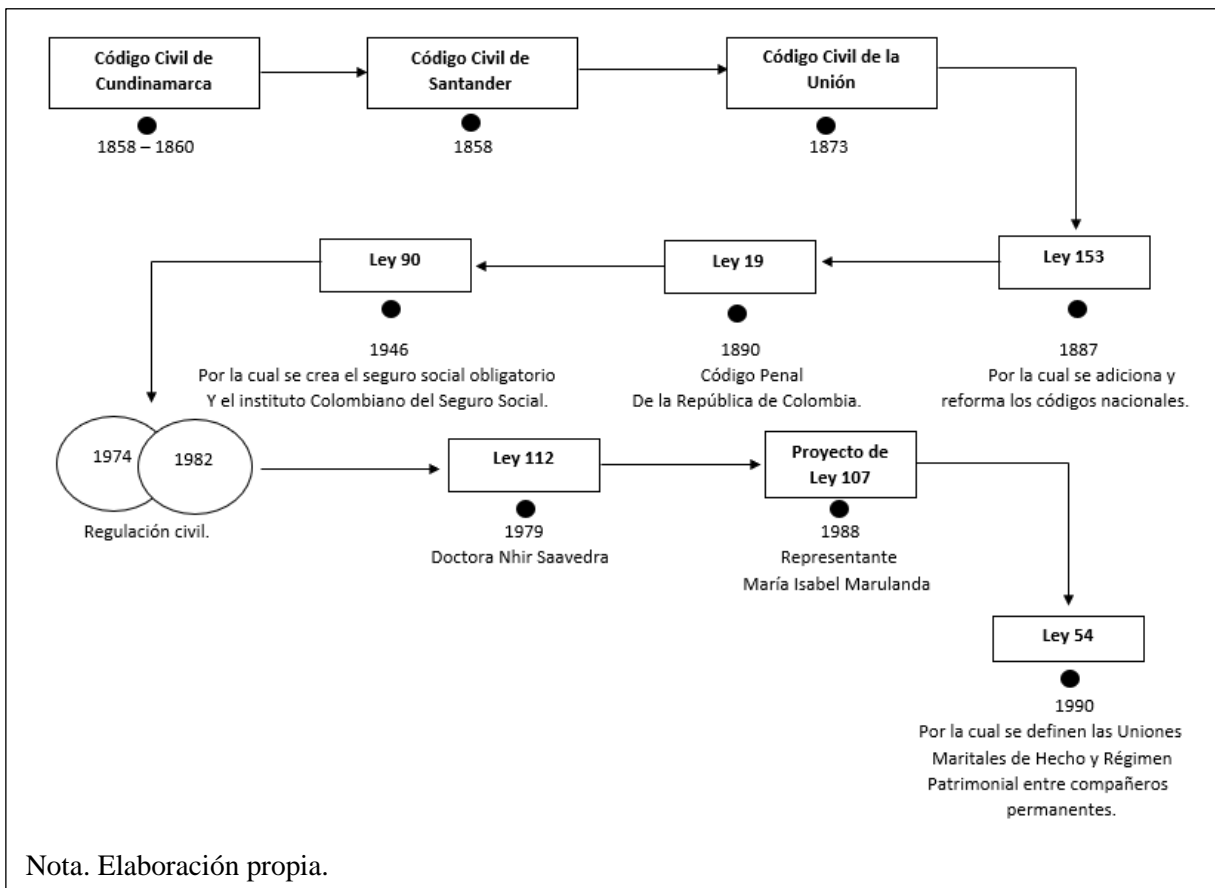 Código Civil de
Cundinamarca
1858 – 1860
Código Civil de
Santander
1858
Código Civil de la
Unión
1873
Ley 153
1887
Por la cual se adiciona y
reforma los códigos nacionales.
Ley 19
1890
Código Penal
De la República de Colombia.
Ley 90
1946
Por la cual se crea el seguro social obligatorio
Y el instituto Colombiano del Seguro Social.
1974
1982
Regulación civil.
Ley 112
1979
Doctora Nhir Saavedra
Proyecto de
Ley 107
1988
Representante
María Isabel Marulanda
Ley 54
1990
Por la cual se definen las Uniones
Maritales de Hecho y Régimen
Patrimonial entre compañeros
permanentes.
Nota. Elaboración propia.